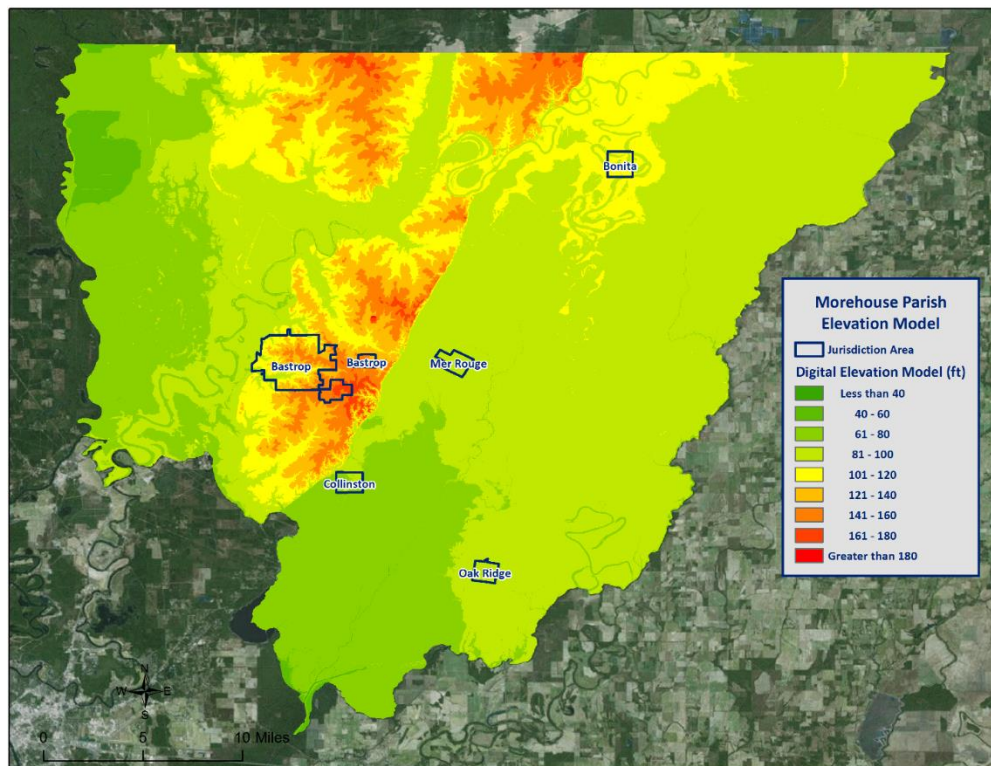 Bonita
Bastrop
Bastrop
Mer Rouge
Collinston
Oak Ridge
Morehouse Parish
Elevation Model
Jurisdiction Area
Digital Elevation Model (ft)
Less than 40
40 - 60
61 - 80
81 - 100
101 - 120
121 - 140
141 - 160
161 - 180
Greater than 180
N
W E
S
0 5 10 Miles